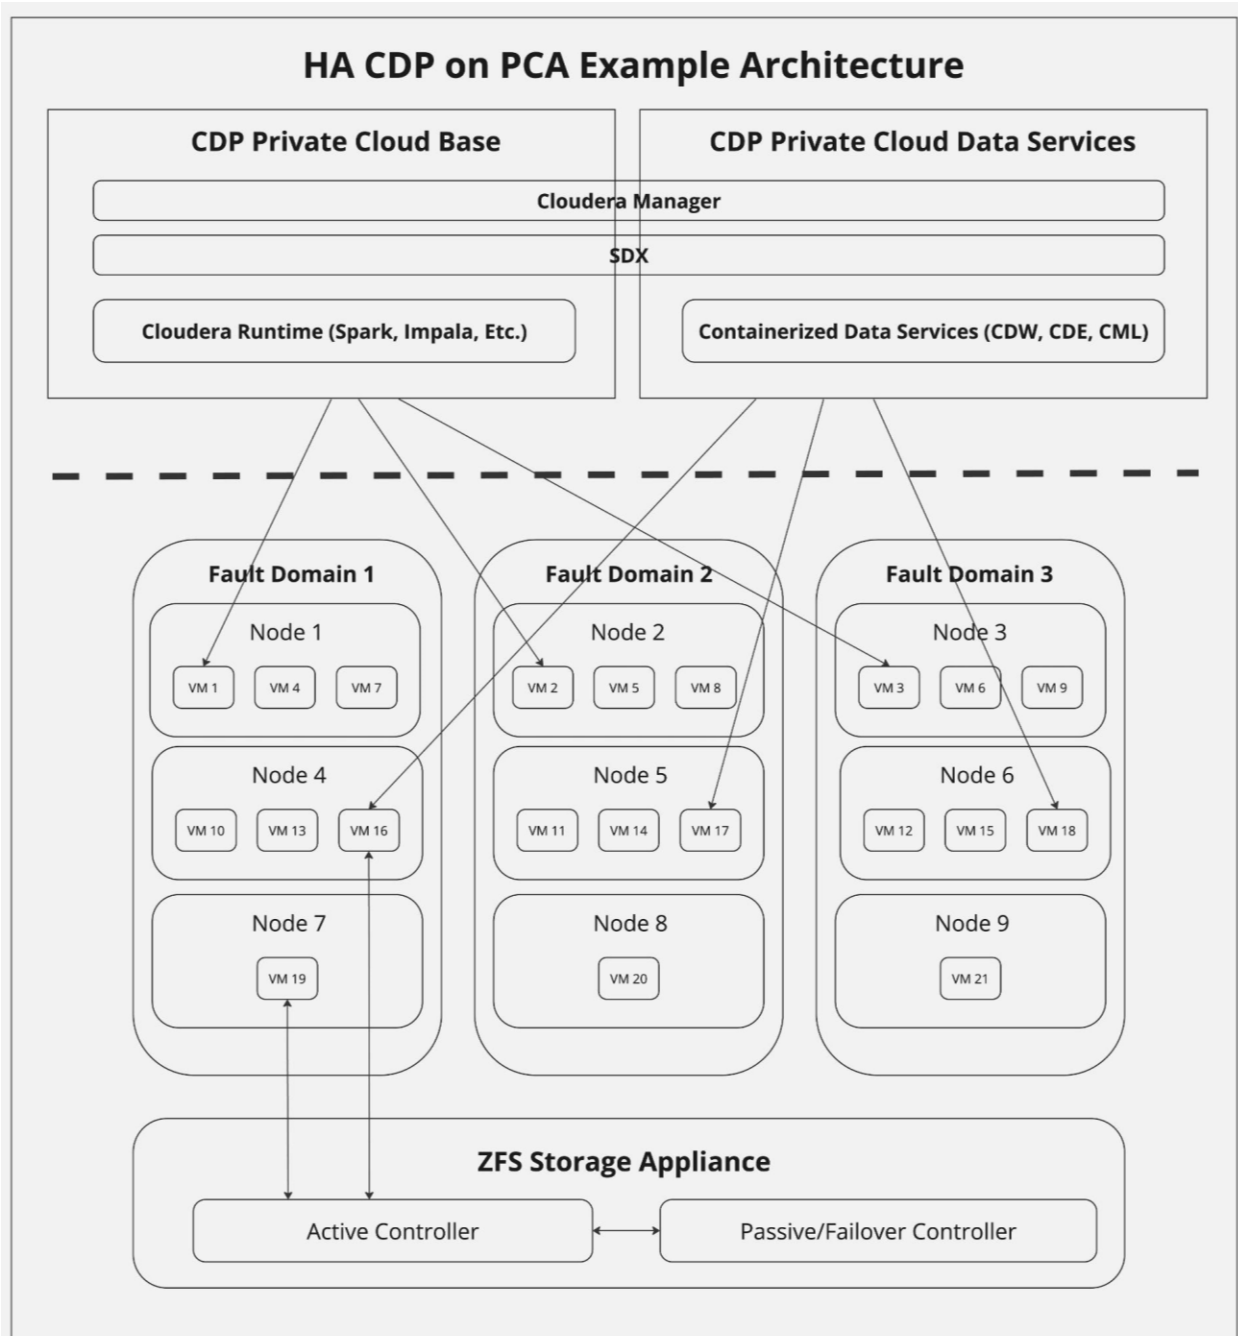 HA CDP on PCA Example Architecture
CDP Private Cloud Base
CDP Private Cloud Data Services
Cloudera Manager
SDX
Cloudera Runtime (Spark, Impala, Etc.)
Containerized Data Services (CDW, CDE, CML)
Fault Domain 1
Node 1
VM 1
VM 4
VM 7
Node 4
VM 10
VM 13
VM 16
Node 7
VM 19
Fault Domain 2
Node 2
VM 2
VM 5
VM 8
Node 5
VM 11
VM 14
VM 17
Node 8
VM 20
Fault Domain 3
Node 3
VM 3
VM 6
VM 9
Node 6
VM 12
VM 15
VM 18
Node 9
VM 21
ZFS Storage Appliance
Active Controller
Passive/Failover Controller